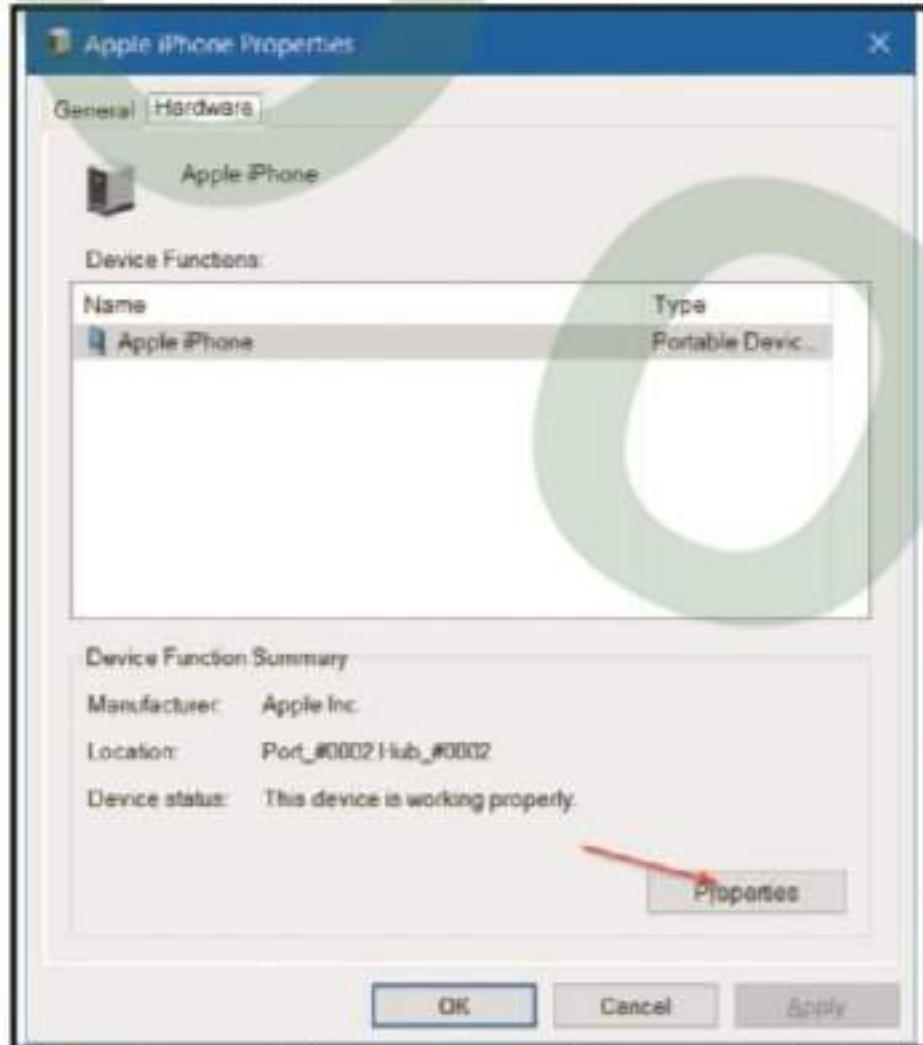 Apple iPhone Properties
General Hardware
Apple iPhone
Device Functions:
Name Type
Apple iPhone Portable Devic...
Device Function Summary
Manufacturer: Apple Inc.
Location: Port_#0002.Hub_#0002
Device status: This device is working properly.
Properties
OK Cancel Apply